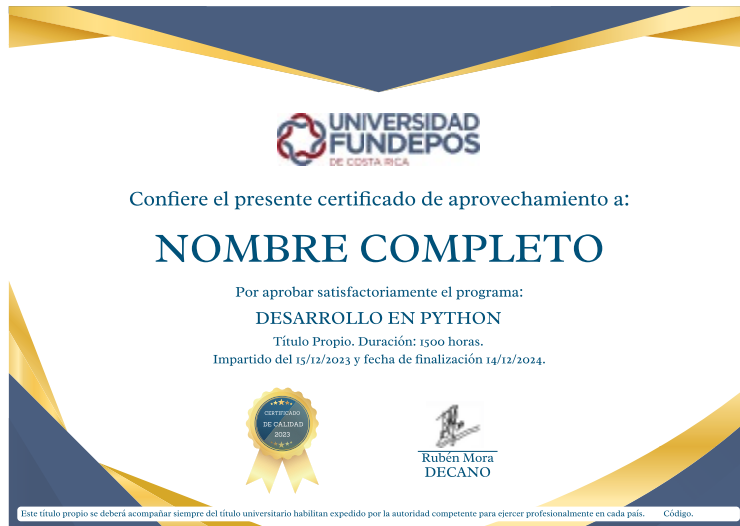 UNIVERSIDAD
FUNDEPOS
DE COSTA RICA
Confiere el presente certificado de aprovechamiento a:
NOMBRE COMPLETO
Por aprobar satisfactoriamente el programa:
DESARROLLO EN PYTHON
Título Propio. Duración: 1500 horas.
Impartido del 15/12/2023 y fecha de finalización 14/12/2024.
CERTIFICADO
DE CALIDAD
2023
Rubén Mora
DECANO
Este título propio se deberá acompañar siempre del título universitario habilitan expedido por la autoridad competente para ejercer profesionalmente en cada país. Código.